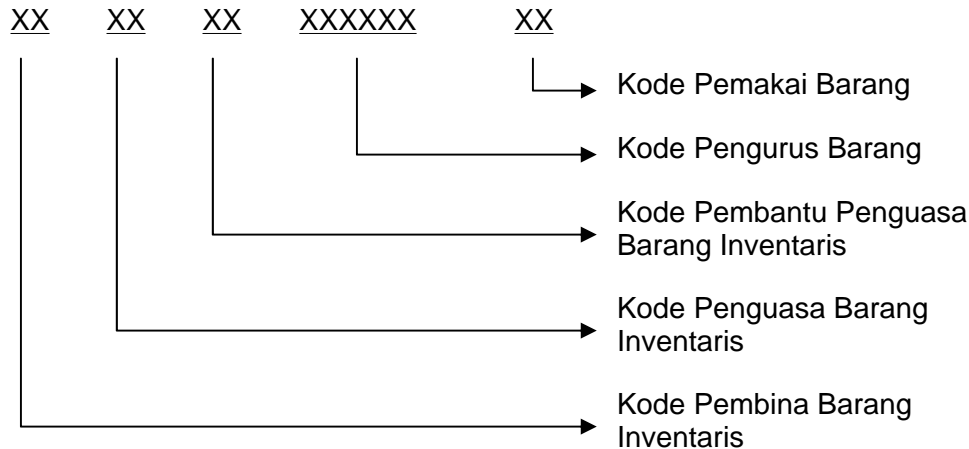 XX XX XX XXXXXX XX
Kode Pemakai Barang
Kode Pengurus Barang
Kode Pembantu Penguasa
Barang Inventaris
Kode Penguasa Barang
Inventaris
Kode Pembina Barang
Inventaris